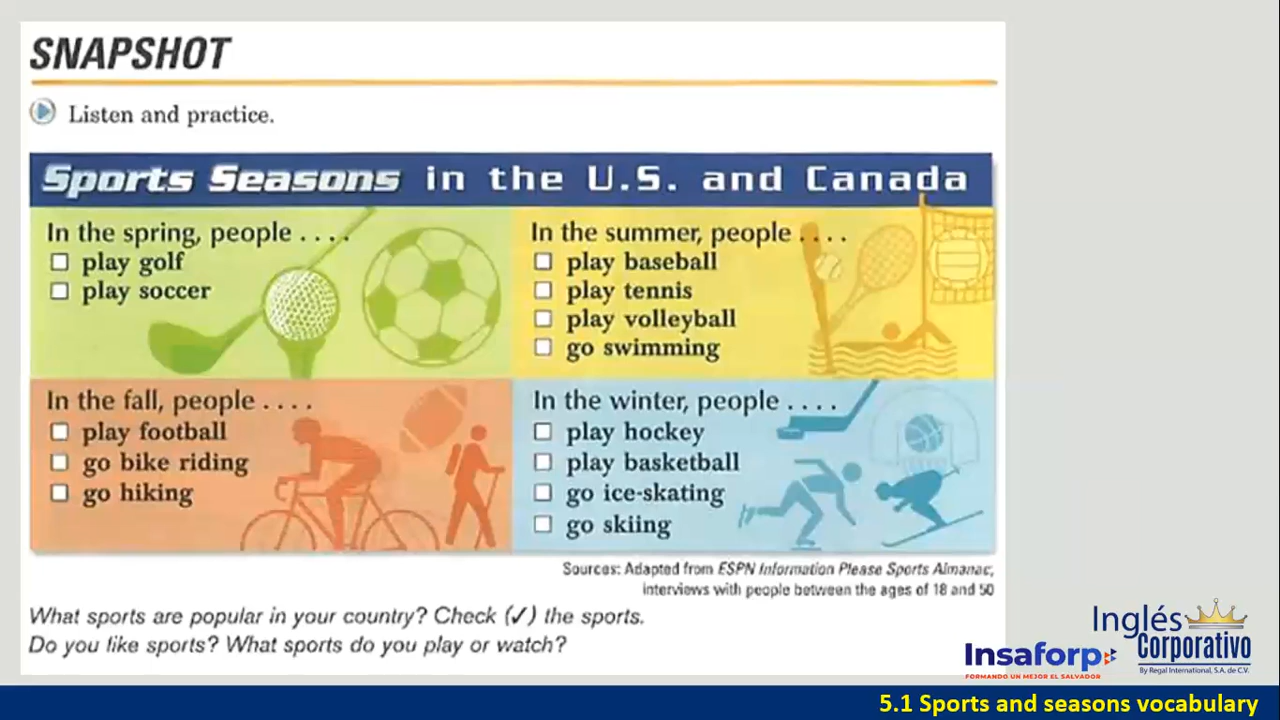 SNAPSHOT
Listen and practice.
Sports Seasons in the U.S. and Canada
In the spring, people . . . .
play golf
play soccer
In the summer, people . . . .
play baseball
play tennis
play volleyball
go swimming
In the fall, people . . . .
play football
go bike riding
go hiking
In the winter, people . . . .
play hockey
play basketball
go ice-skating
go skiing
Sources: Adapted from ESPN Information Please Sports Almanac;
interviews with people between the ages of 18 and 50
What sports are popular in your country? Check (✓) the sports.
Do you like sports? What sports do you play or watch?
Insaforp
FORMANDO UN MEJOR EL SALVADOR
Inglés
Corporativo
By Regal International, S.A. de C.V.
5.1 Sports and seasons vocabulary